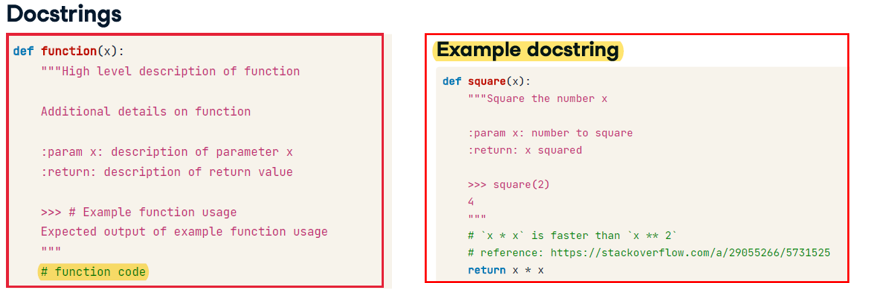 Docstrings
def function(x):
    """High level description of function

    Additional details on function

    :param x: description of parameter x
    :return: description of return value

    >>> # Example function usage
    Expected output of example function usage
    """
    # function code
Example docstring
def square(x):
    """Square the number x

    :param x: number to square
    :return: x squared

    >>> square(2)
    4
    """
    # `x * x` is faster than `x ** 2`
    # reference: https://stackoverflow.com/a/29055266/5731525
    return x * x